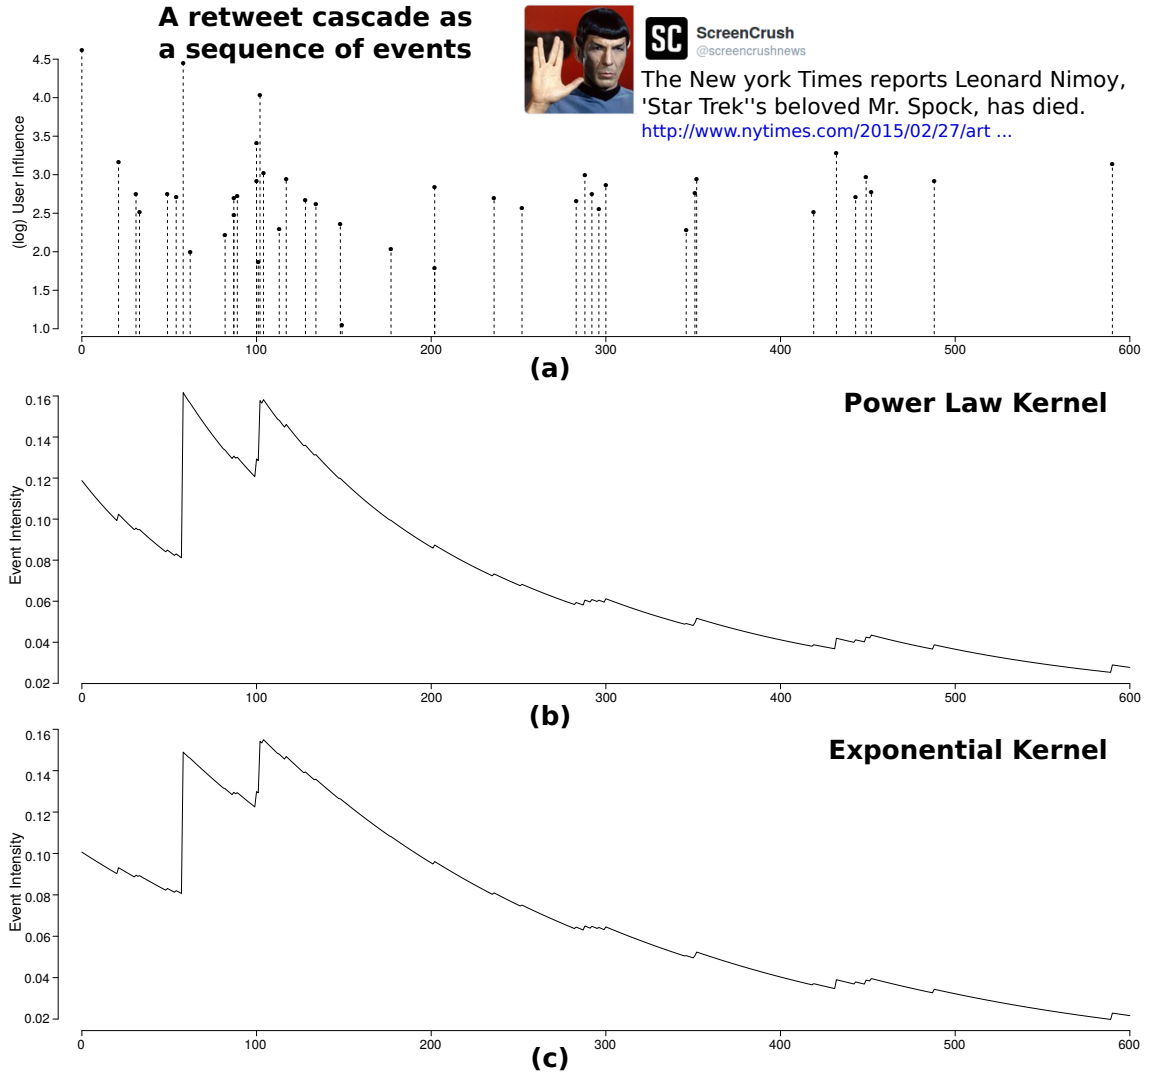 A retweet cascade as
a sequence of events
SC
ScreenCrush
@screencrushnews
The New york Times reports Leonard Nimoy,
'Star Trek''s beloved Mr. Spock, has died.
http://www.nytimes.com/2015/02/27/art ...
(log) User Influence
4.5
4.0
3.5
3.0
2.5
2.0
1.5
1.0
0 100 200 300 400 500 600
(a)
Power Law Kernel
Event Intensity
0.16
0.14
0.12
0.10
0.08
0.06
0.04
0.02
0 100 200 300 400 500 600
(b)
Exponential Kernel
Event Intensity
0.16
0.14
0.12
0.10
0.08
0.06
0.04
0.02
0 100 200 300 400 500 600
(c)